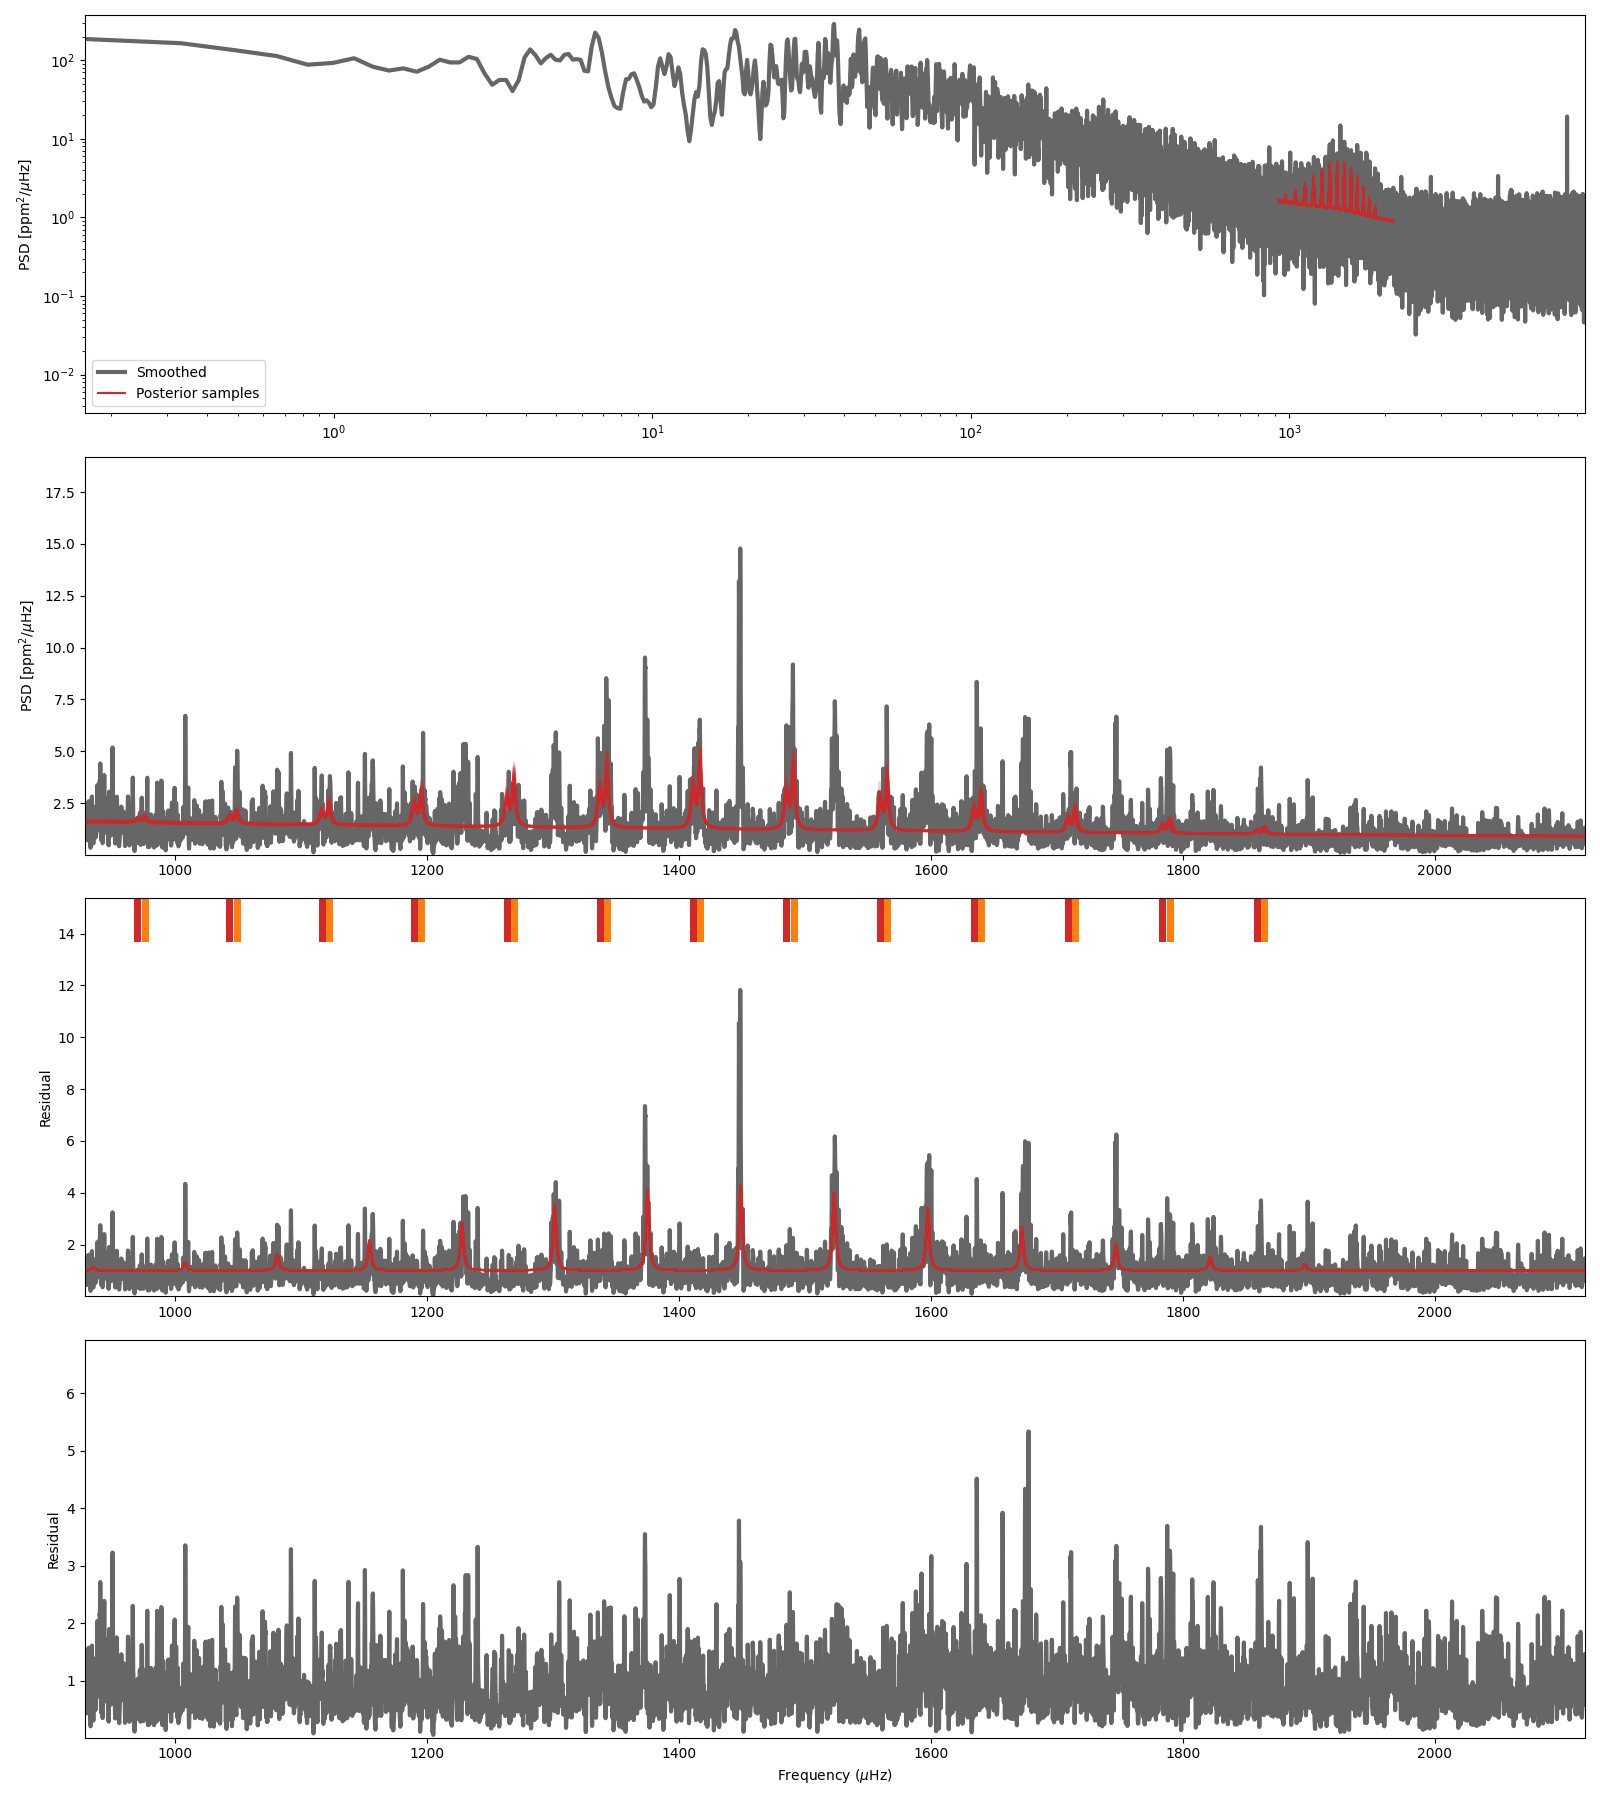 10²
10¹
10⁰
10⁻¹
10⁻²
PSD [ppm²/μHz]
Smoothed
Posterior samples
10⁰ 10¹ 10² 10³
17.5
15.0
12.5
10.0
7.5
5.0
2.5
PSD [ppm²/μHz]
1000 1200 1400 1600 1800 2000
14
12
10
8
6
4
2
Residual
1000 1200 1400 1600 1800 2000
6
5
4
3
2
1
Residual
1000 1200 1400 1600 1800 2000
Frequency (μHz)